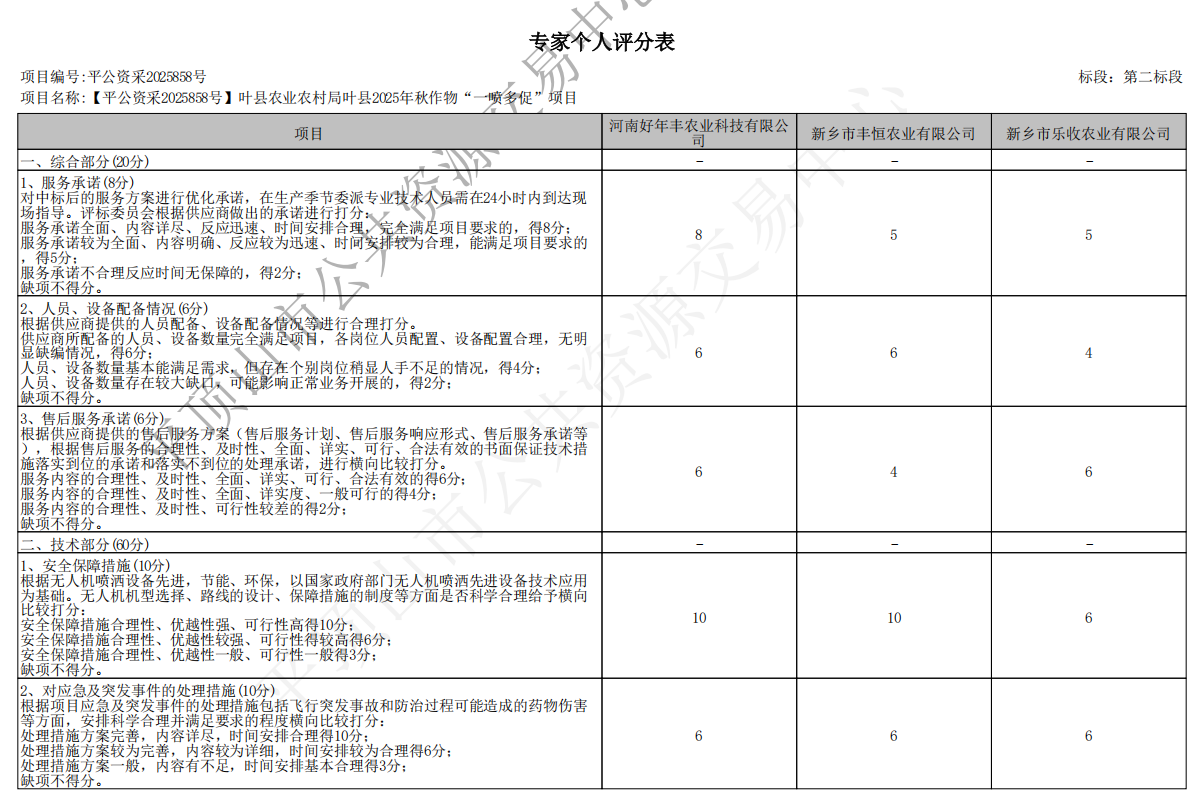 专家个人评分表
项目编号:平公资采2025858号
标段：第二标段
项目名称:【平公资采2025858号】叶县农业农村局叶县2025年秋作物“一喷多促”项目
项目
河南好年丰农业科技有限公
司
新乡市丰恒农业有限公司
新乡市乐收农业有限公司
一、综合部分(20分)
-
-
-
1、服务承诺(8分)
对中标后的服务方案进行优化承诺，在生产季节委派专业技术人员需在24小时内到达现
场指导。评标委员会根据供应商做出的承诺进行打分；
服务承诺全面、内容详尽、反应迅速、时间安排合理，完全满足项目要求的，得8分；
服务承诺较为全面、内容明确、反应较为迅速、时间安排较为合理，能满足项目要求的
，得5分；
服务承诺不合理反应时间无保障的，得2分；
缺项不得分。
8
5
5
2、人员、设备配备情况(6分)
根据供应商提供的人员配备、设备配备情况等进行合理打分。
供应商所配备的人员、设备数量完全满足项目，各岗位人员配置、设备配置合理，无明
显缺编情况，得6分；
人员、设备数量基本能满足需求，但存在个别岗位稍显人手不足的情况，得4分；
人员、设备数量存在较大缺口，可能影响正常业务开展的，得2分；
缺项不得分。
6
6
4
3、售后服务承诺(6分)
根据供应商提供的售后服务方案（售后服务计划、售后服务响应形式、售后服务承诺等
），根据售后服务的合理性、及时性、全面、详实、可行、合法有效的书面保证技术措
施落实到位的承诺和落实不到位的处理承诺，进行横向比较打分。
服务内容的合理性、及时性、全面、详实、可行、合法有效的得6分；
服务内容的合理性、及时性、全面、详实度、一般可行的得4分；
服务内容的合理性、及时性、可行性较差的得2分；
缺项不得分。
6
4
6
二、技术部分(60分)
-
-
-
1、安全保障措施(10分)
根据无人机喷洒设备先进，节能、环保，以国家政府部门无人机喷洒先进设备技术应用
为基础。无人机机型选择、路线的设计、保障措施的制度等方面是否科学合理给予横向
比较打分：
安全保障措施合理性、优越性强、可行性高得10分；
安全保障措施合理性、优越性较强、可行性得较高得6分；
安全保障措施合理性、优越性一般、可行性一般得3分；
缺项不得分。
10
10
6
2、对应急及突发事件的处理措施(10分)
根据项目应急及突发事件的处理措施包括飞行突发事故和防治过程可能造成的药物伤害
等方面，安排科学合理并满足要求的程度横向比较打分：
处理措施方案完善，内容详尽，时间安排合理得10分；
处理措施方案较为完善，内容较为详细，时间安排较为合理得6分；
处理措施方案一般，内容有不足，时间安排基本合理得3分；
缺项不得分。
6
6
6
平顶山市公共资源交易中心
平顶山市公共资源交易中心